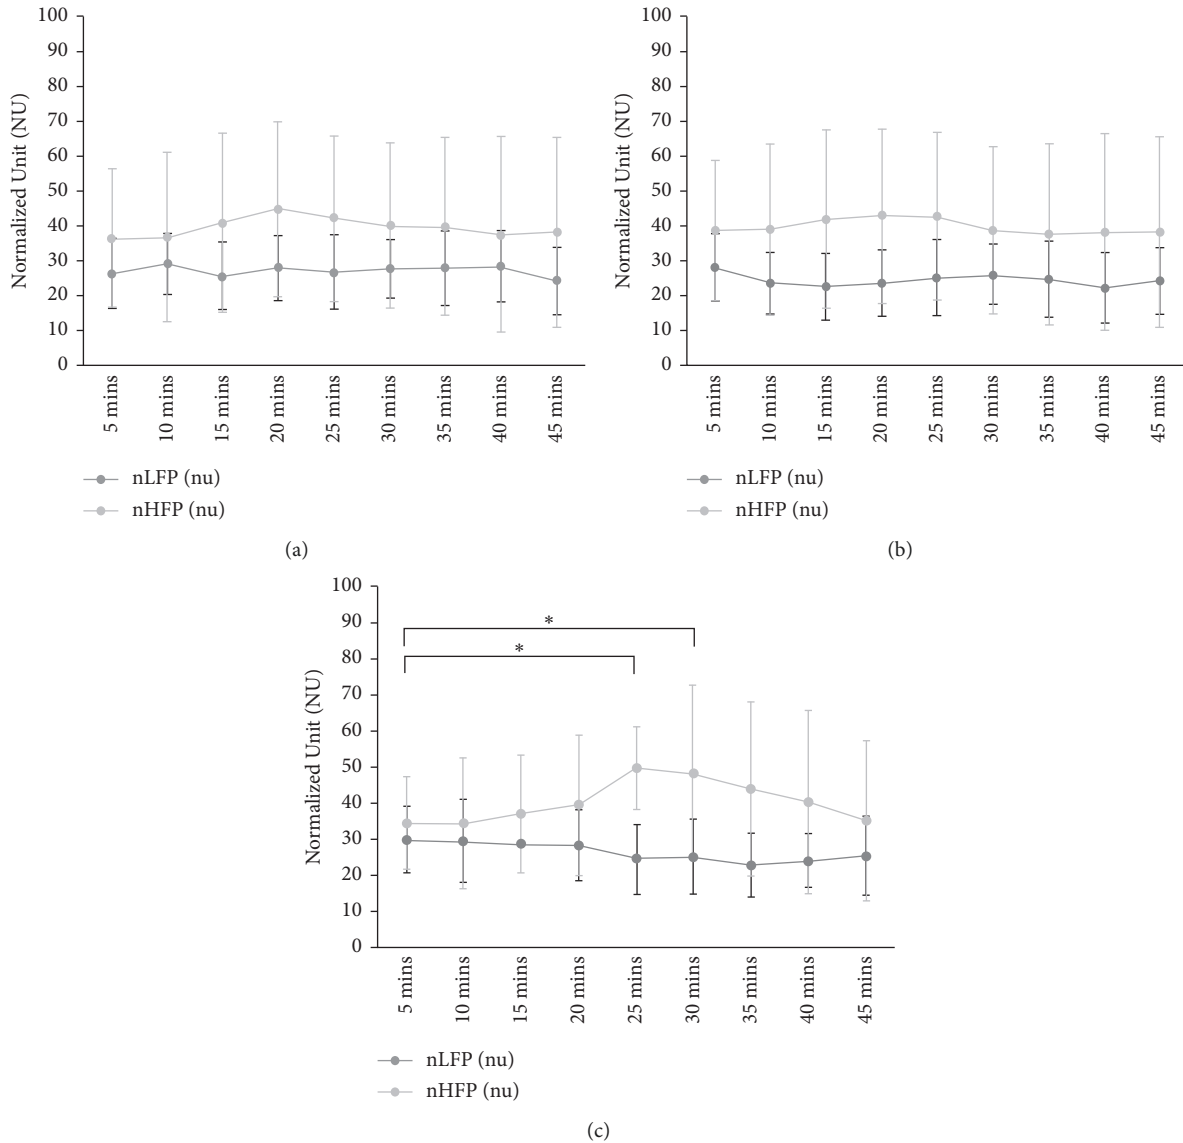 Normalized Unit (NU)
100
90
80
70
60
50
40
30
20
10
0
5 mins
10 mins
15 mins
20 mins
25 mins
30 mins
35 mins
40 mins
45 mins
nLFP (nu)
nHFP (nu)
(a)
Normalized Unit (NU)
100
90
80
70
60
50
40
30
20
10
0
5 mins
10 mins
15 mins
20 mins
25 mins
30 mins
35 mins
40 mins
45 mins
nLFP (nu)
nHFP (nu)
(b)
Normalized Unit (NU)
100
90
80
70
60
50
40
30
20
10
0
*
*
5 mins
10 mins
15 mins
20 mins
25 mins
30 mins
35 mins
40 mins
45 mins
nLFP (nu)
nHFP (nu)
(c)